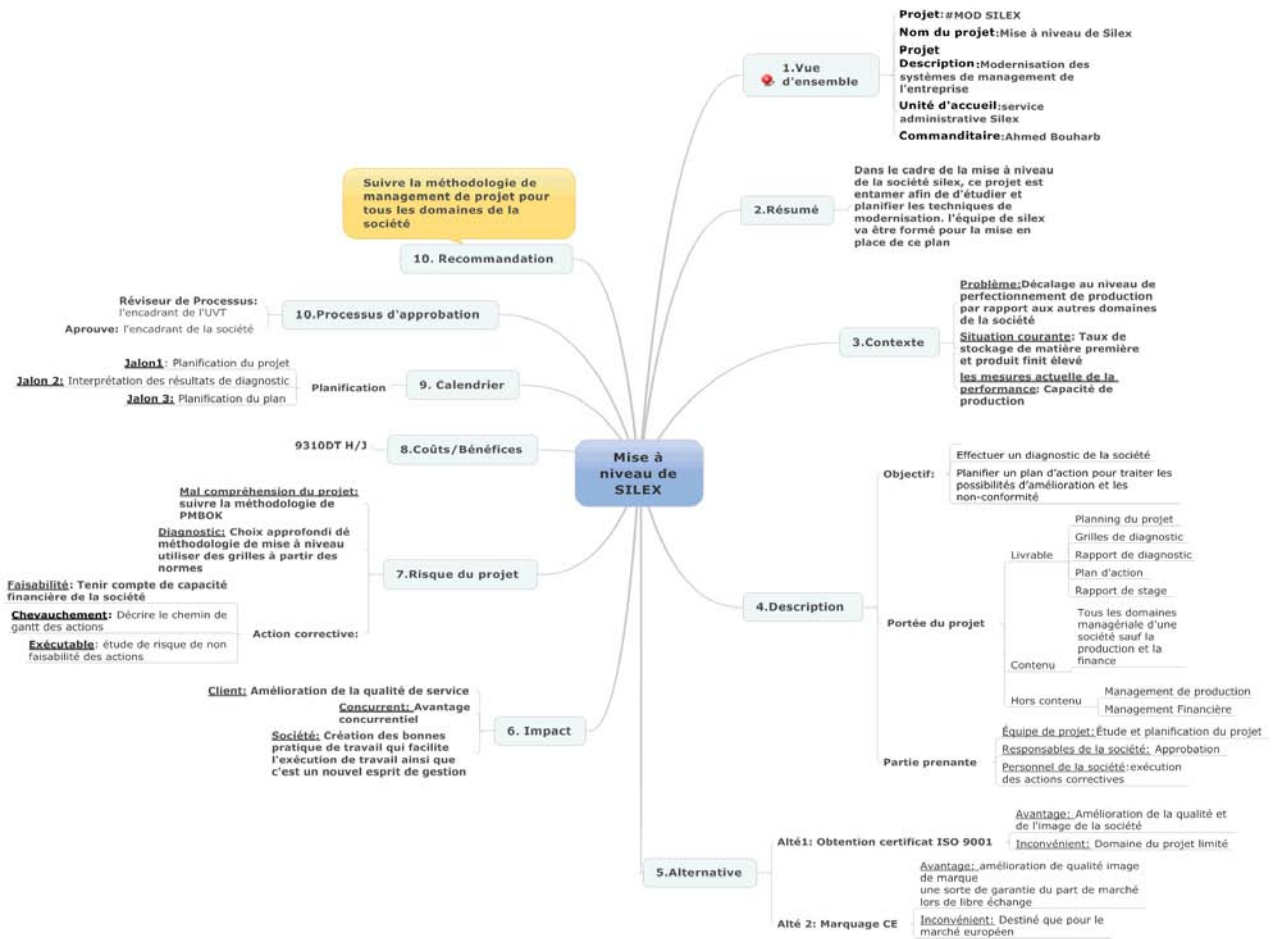 Mise à
niveau de
SILEX
1.Vue
d'ensemble
Projet:#MOD SILEX
Nom du projet:Mise à niveau de Silex
Projet
Description:Modernisation des
systèmes de management de
l'entreprise
Unité d'accueil:service
administrative Silex
Commanditaire:Ahmed Bouharb
2.Résumé
Dans le cadre de la mise à niveau
de la société silex, ce projet est
entamer afin de d'étudier et
planifier les techniques de
modernisation. l'équipe de silex
va être formé pour la mise en
place de ce plan
3.Contexte
Problème:Décalage au niveau de
perfectionnement de production
par rapport aux autres domaines
de la société
Situation courante: Taux de
stockage de matière première
et produit finit élevé
les mesures actuelle de la
performance: Capacité de
production
4.Description
Objectif:
Effectuer un diagnostic de la société
Planifier un plan d'action pour traiter les
possibilités d'amélioration et les
non-conformité
Portée du projet
Livrable
Planning du projet
Grilles de diagnostic
Rapport de diagnostic
Plan d'action
Rapport de stage
Contenu
Tous les domaines
managériale d'une
société sauf la
production et la
finance
Hors contenu
Management de production
Management Financière
Partie prenante
Équipe de projet:Étude et planification du projet
Responsables de la société: Approbation
Personnel de la société:exécution
des actions correctives
5.Alternative
Alté1: Obtention certificat ISO 9001
Avantage: Amélioration de la qualité et
de l'image de la société
Inconvénient: Domaine du projet limité
Alté 2: Marquage CE
Avantage: amélioration de qualité image
de marque
une sorte de garantie du part de marché
lors de libre échange
Inconvénient: Destiné que pour le
marché européen
6. Impact
Client: Amélioration de la qualité de service
Concurrent: Avantage
concurrentiel
Société: Création des bonnes
pratique de travail qui facilite
l'exécution de travail ainsi que
c'est un nouvel esprit de gestion
7.Risque du projet
Mal compréhension du projet:
suivre la méthodologie de
PMBOK
Diagnostic: Choix approfondi dé
méthodologie de mise à niveau
utiliser des grilles à partir des
normes
Action corrective:
Faisabilité: Tenir compte de capacité
financière de la société
Chevauchement: Décrire le chemin de
gantt des actions
Exécutable: étude de risque de non
faisabilité des actions
8.Coûts/Bénéfices
9310DT H/J
9. Calendrier
Planification
Jalon1: Planification du projet
Jalon 2: Interprétation des résultats de diagnostic
Jalon 3: Planification du plan
10.Processus d'approbation
Réviseur de Processus:
l'encadrant de l'UVT
Aprouve: l'encadrant de la société
10. Recommandation
Suivre la méthodologie de
management de projet pour
tous les domaines de la
société